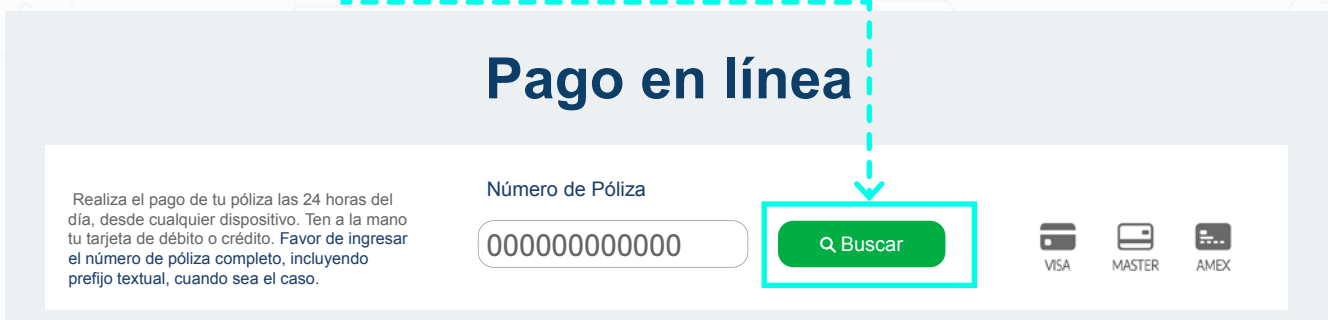 Pago en línea
Realiza el pago de tu póliza las 24 horas del
día, desde cualquier dispositivo. Ten a la mano
tu tarjeta de débito o crédito. Favor de ingresar
el número de póliza completo, incluyendo
prefijo textual, cuando sea el caso.
Número de Póliza
000000000000
Buscar
VISA
MASTER
AMEX